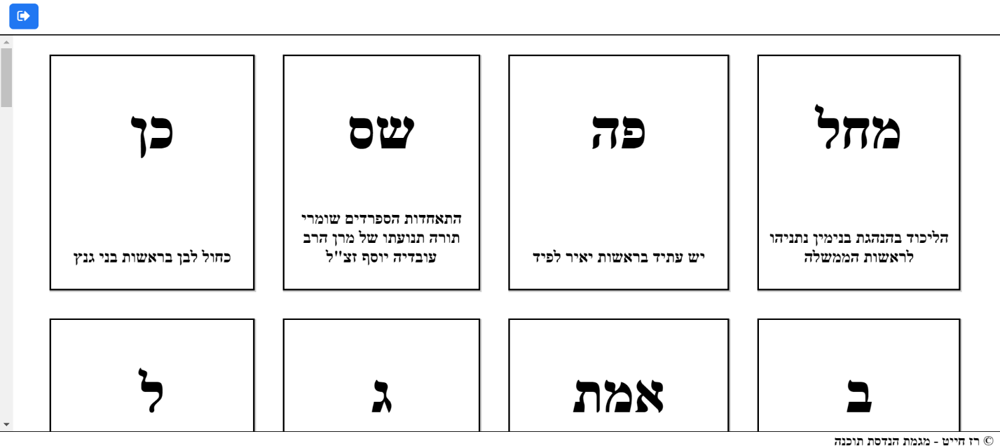 מחל
הליכוד בהנהגת בנימין נתניהו
לראשות הממשלה
פה
יש עתיד בראשות יאיר לפיד
שס
התאחדות הספרדים שומרי
תורה תנועתו של מרן הרב
עובדיה יוסף זצ"ל
כן
כחול לבן בראשות בני גנץ
ב
אמת
ג
ל
© רז חייט - מגמת הנדסת תוכנה